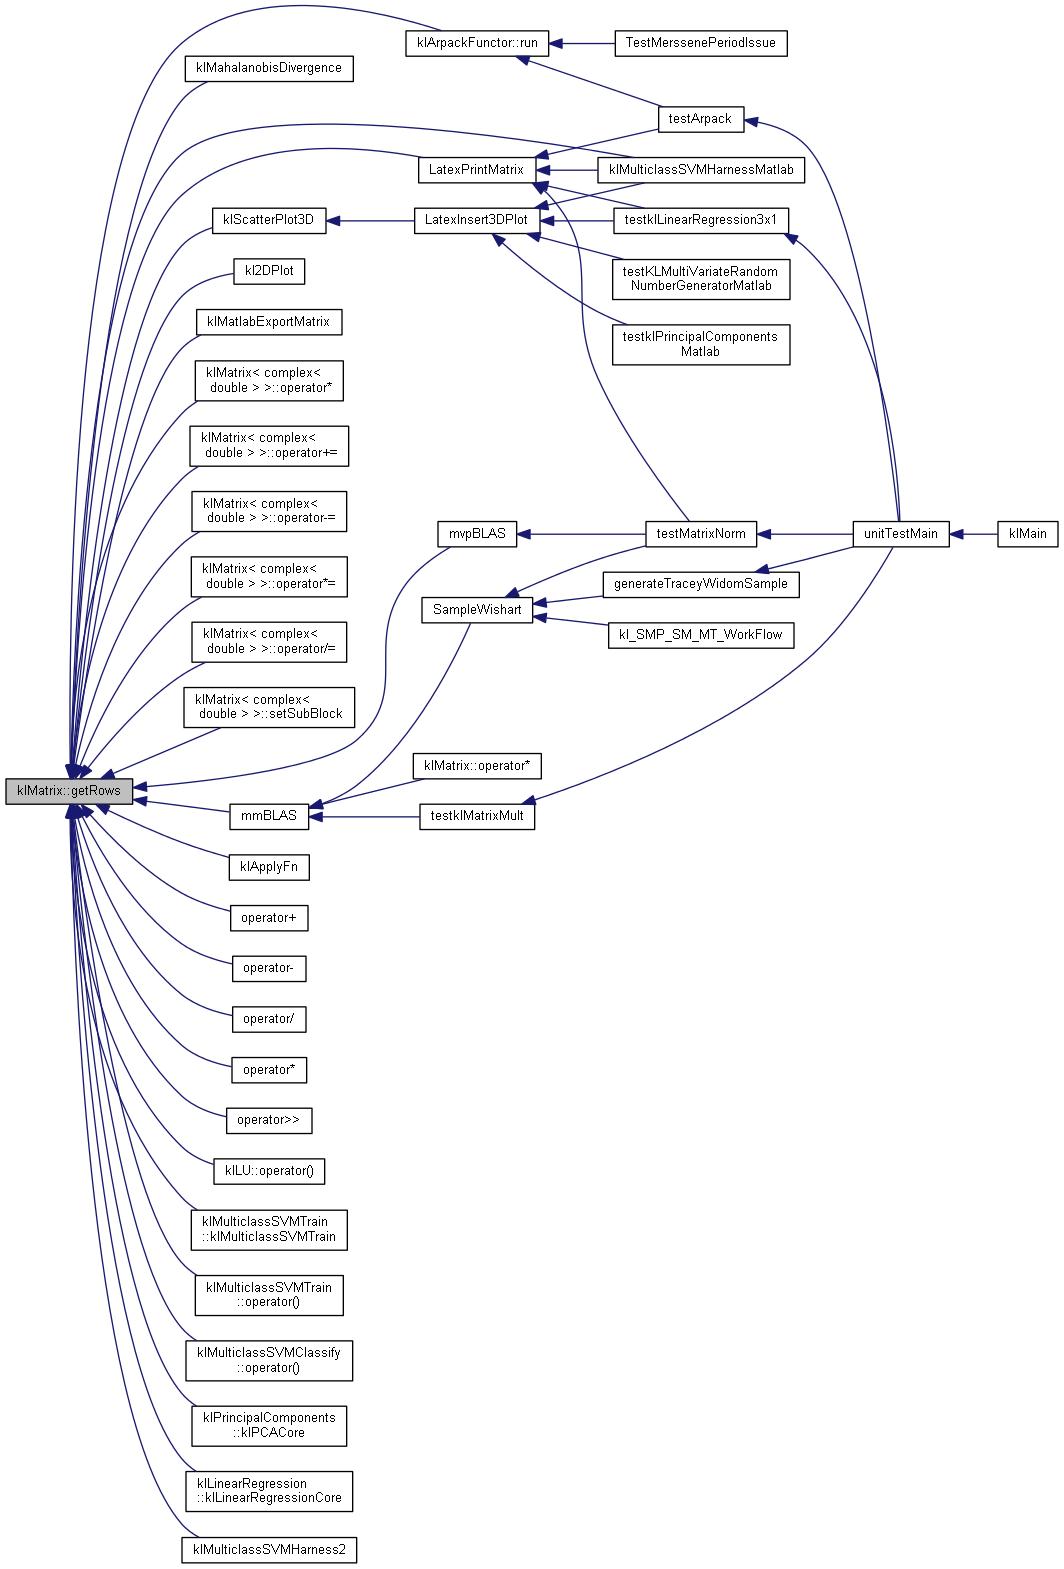 klArpackFunctor::run
TestMerssenePeriodIssue
klMahalanobisDivergence
testArpack
LatexPrintMatrix
klMulticlassSVMHarnessMatlab
klScatterPlot3D
LatexInsert3DPlot
testklLinearRegression3x1
kl2DPlot
testKLMultiVariateRandom
NumberGeneratorMatlab
klMatlabExportMatrix
testklPrincipalComponents
Matlab
klMatrix< complex<
double > >::operator*
klMatrix< complex<
double > >::operator+=
klMatrix< complex<
double > >::operator-=
mvpBLAS
testMatrixNorm
unitTestMain
klMain
klMatrix< complex<
double > >::operator*=
generateTraceyWidomSample
SampleWishart
kl_SMP_SM_MT_WorkFlow
klMatrix< complex<
double > >::operator/=
klMatrix< complex<
double > >::setSubBlock
klMatrix::operator*
klMatrix::getRows
mmBLAS
testklMatrixMult
klApplyFn
operator+
operator-
operator/
operator*
operator>>
klLU::operator()
klMulticlassSVMTrain
::klMulticlassSVMTrain
klMulticlassSVMTrain
::operator()
klMulticlassSVMClassify
::operator()
klPrincipalComponents
::klPCACore
klLinearRegression
::klLinearRegressionCore
klMulticlassSVMHarness2